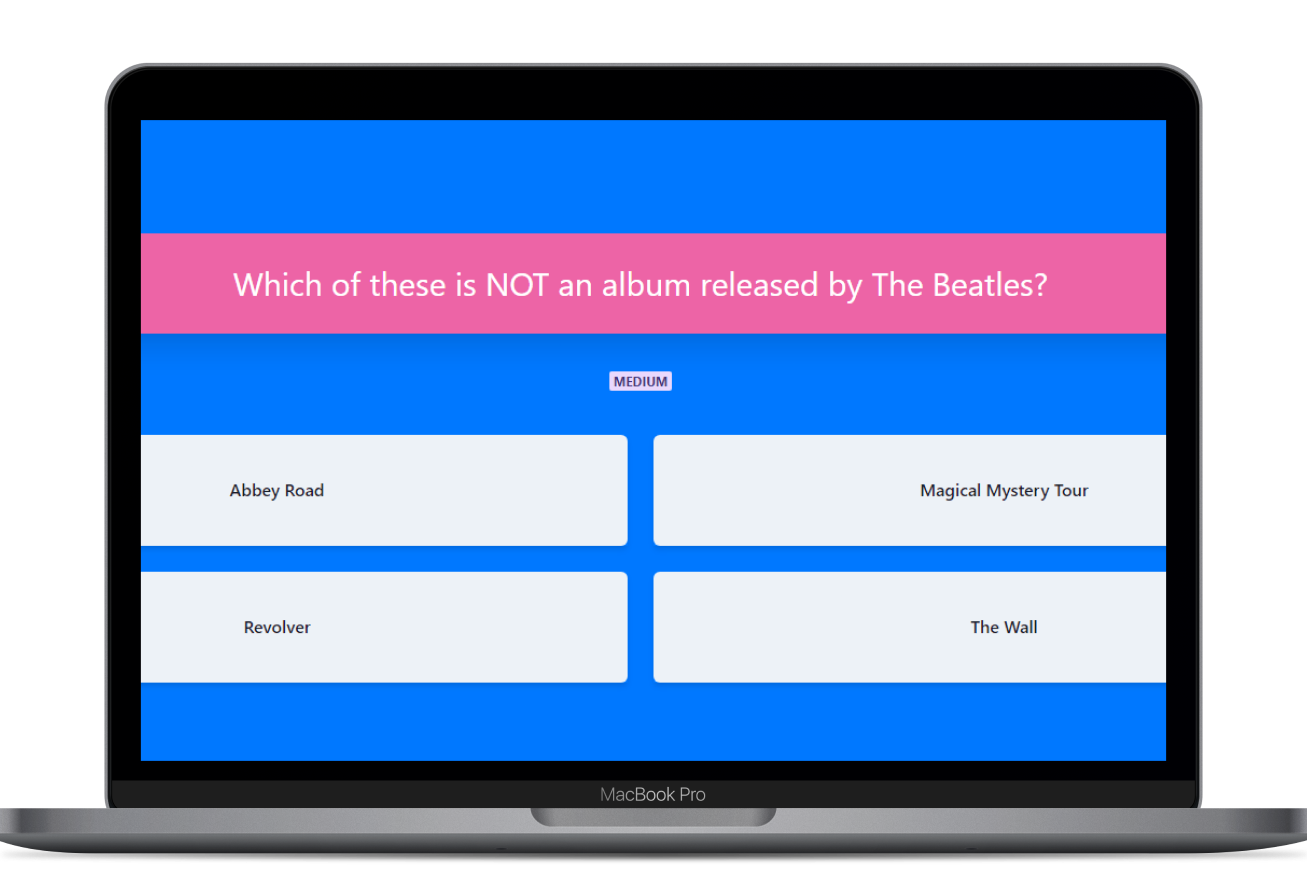 Which of these is NOT an album released by The Beatles?
MEDIUM
Abbey Road
Magical Mystery Tour
Revolver
The Wall
MacBook Pro